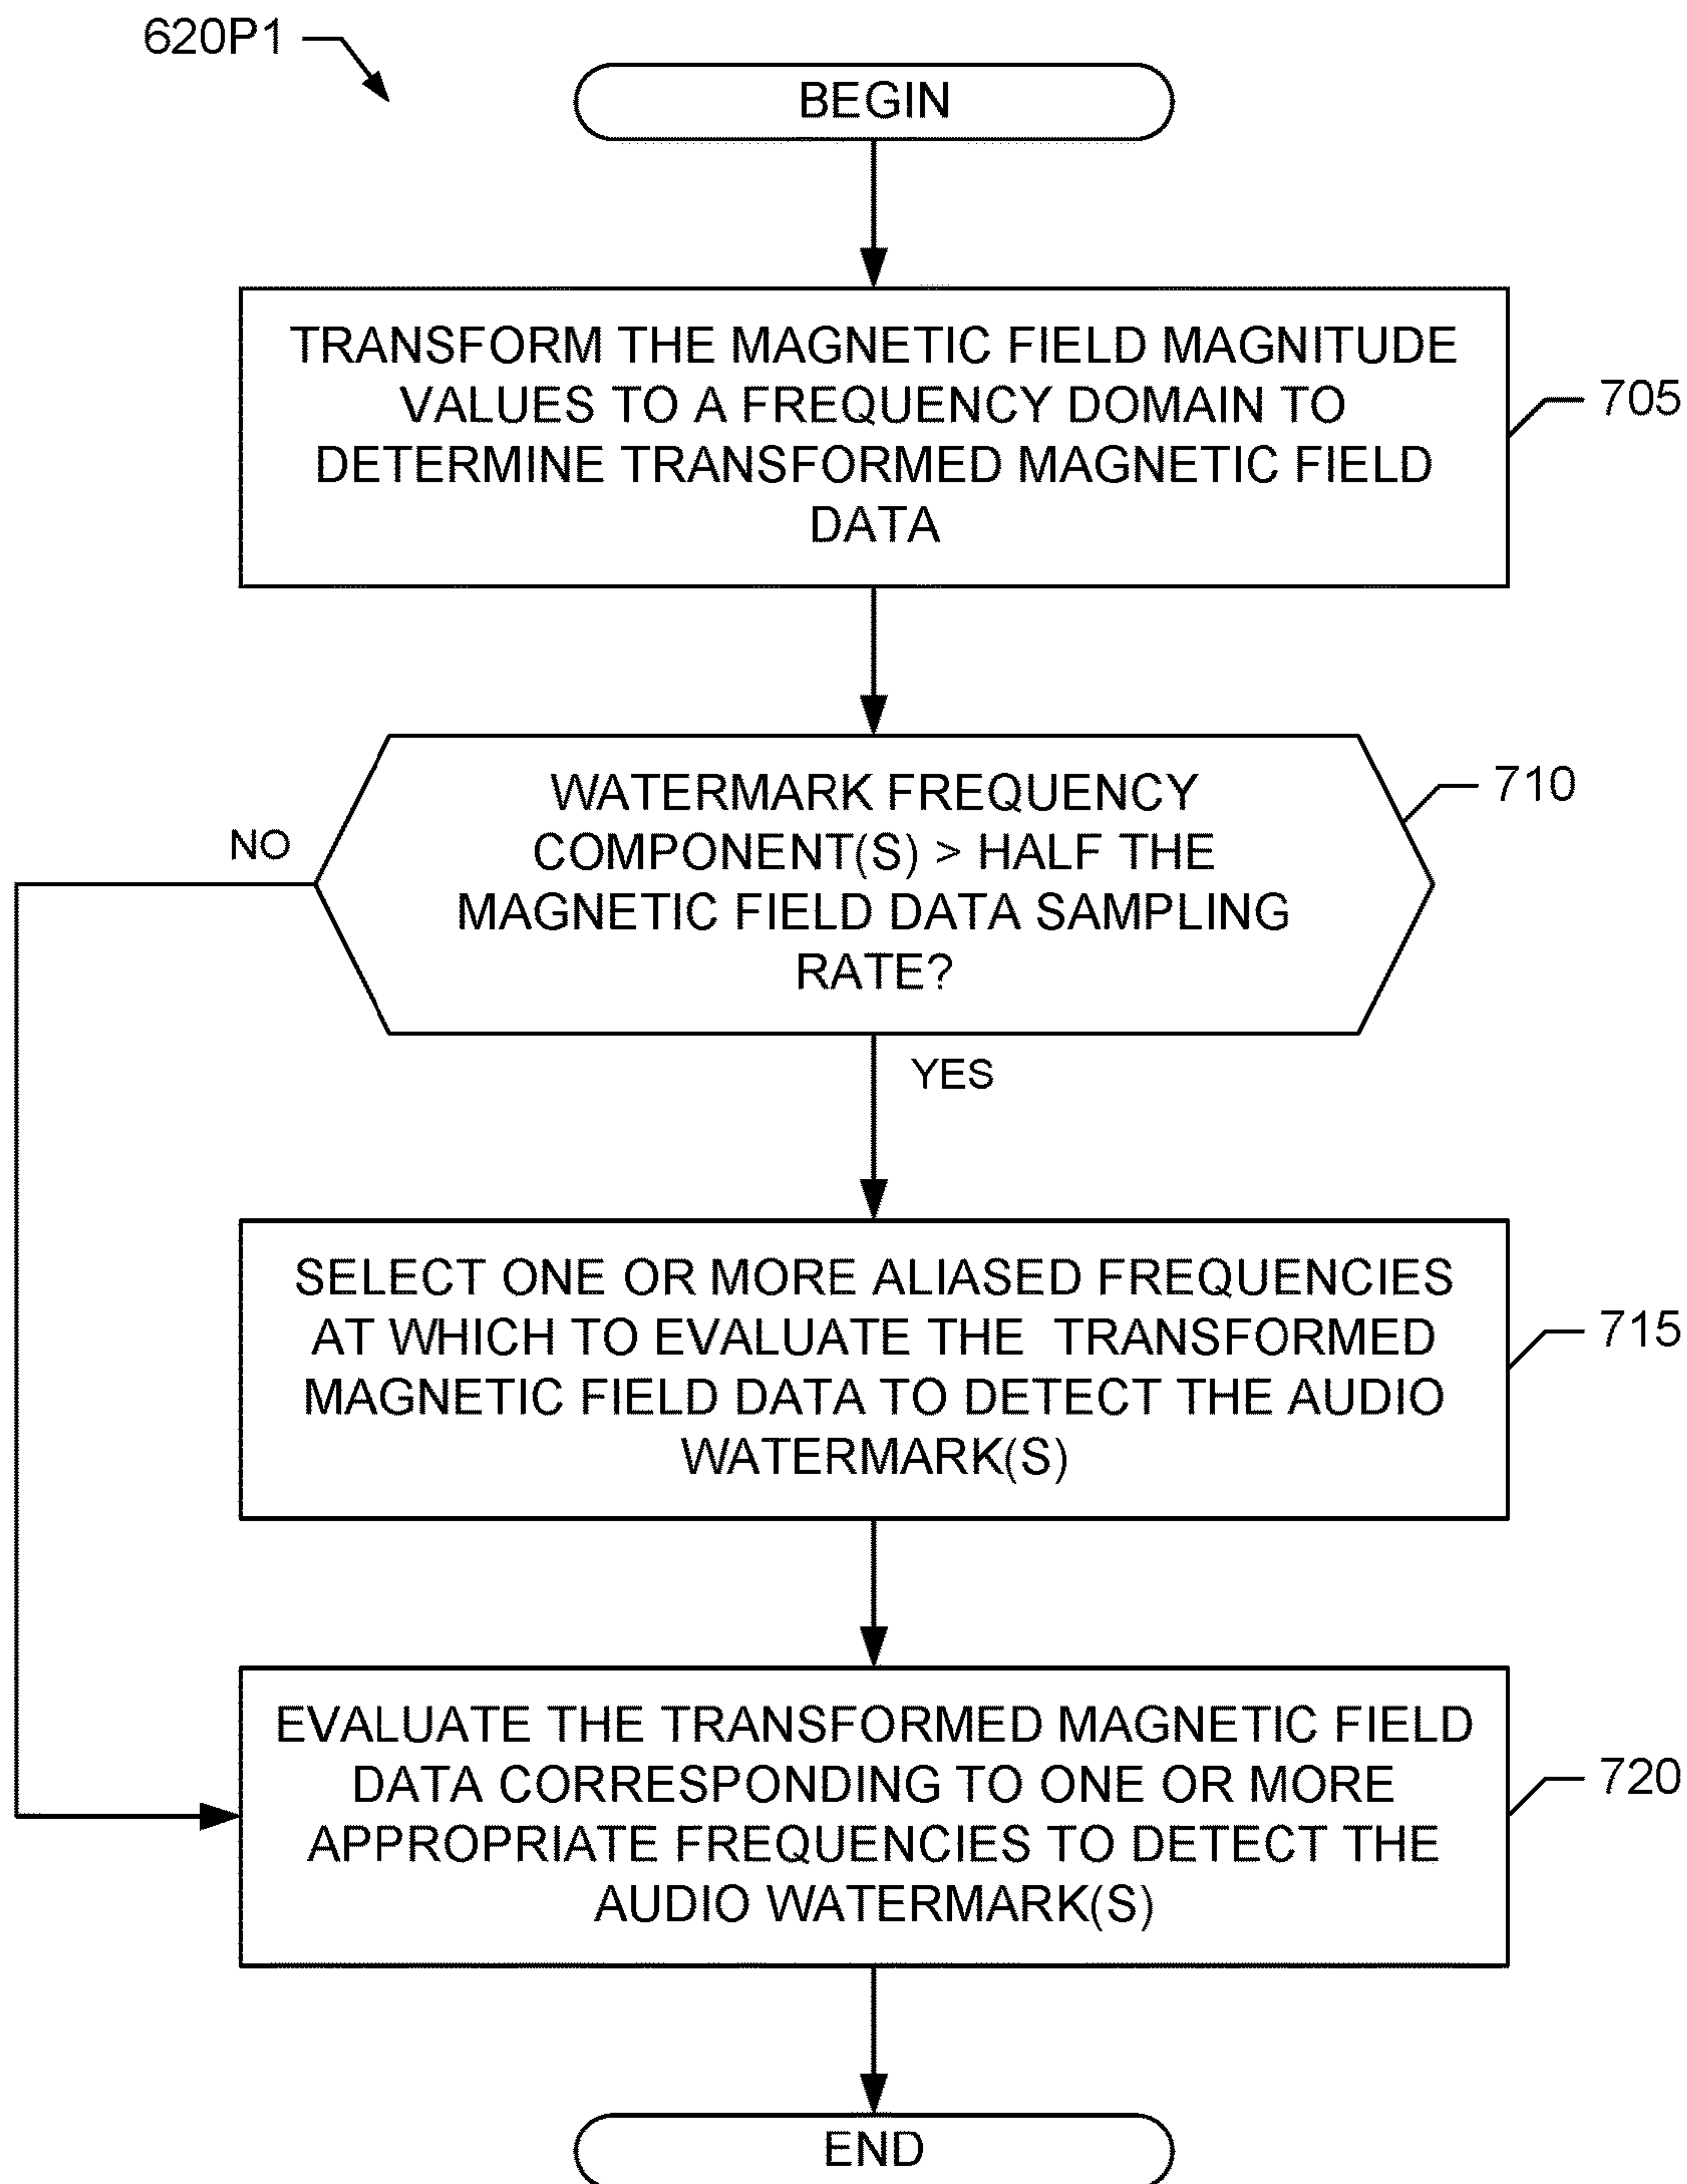 620P1
BEGIN
TRANSFORM THE MAGNETIC FIELD MAGNITUDE
VALUES TO A FREQUENCY DOMAIN TO
DETERMINE TRANSFORMED MAGNETIC FIELD
DATA
705
WATERMARK FREQUENCY
COMPONENT(S) > HALF THE
MAGNETIC FIELD DATA SAMPLING
RATE?
710
NO
YES
SELECT ONE OR MORE ALIASED FREQUENCIES
AT WHICH TO EVALUATE THE TRANSFORMED
MAGNETIC FIELD DATA TO DETECT THE AUDIO
WATERMARK(S)
715
EVALUATE THE TRANSFORMED MAGNETIC FIELD
DATA CORRESPONDING TO ONE OR MORE
APPROPRIATE FREQUENCIES TO DETECT THE
AUDIO WATERMARK(S)
720
END